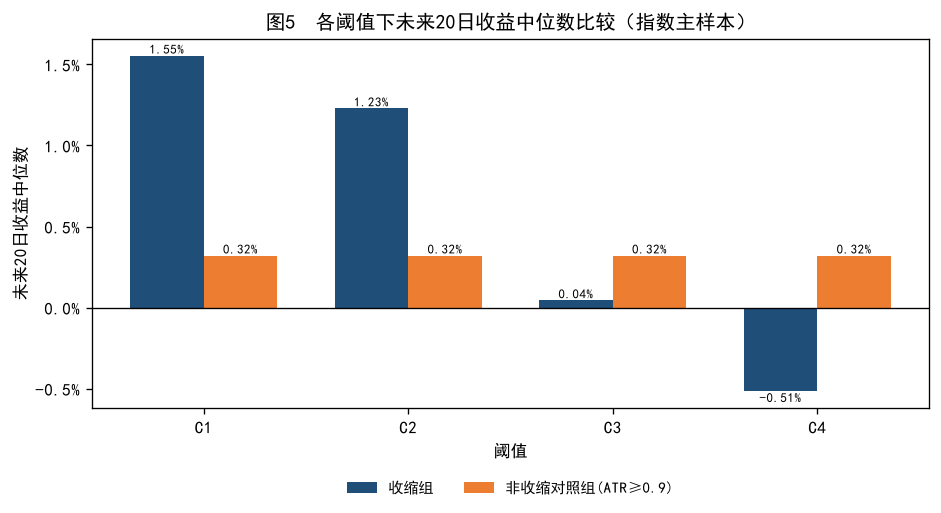 图5 各阈值下未来20日收益中位数比较（指数主样本）
未来20日收益中位数
1.5%
1.0%
0.5%
0.0%
−0.5%
1.55%
0.32%
1.23%
0.32%
0.04%
0.32%
−0.51%
0.32%
C1
C2
C3
C4
阈值
收缩组
非收缩对照组(ATR≥0.9)